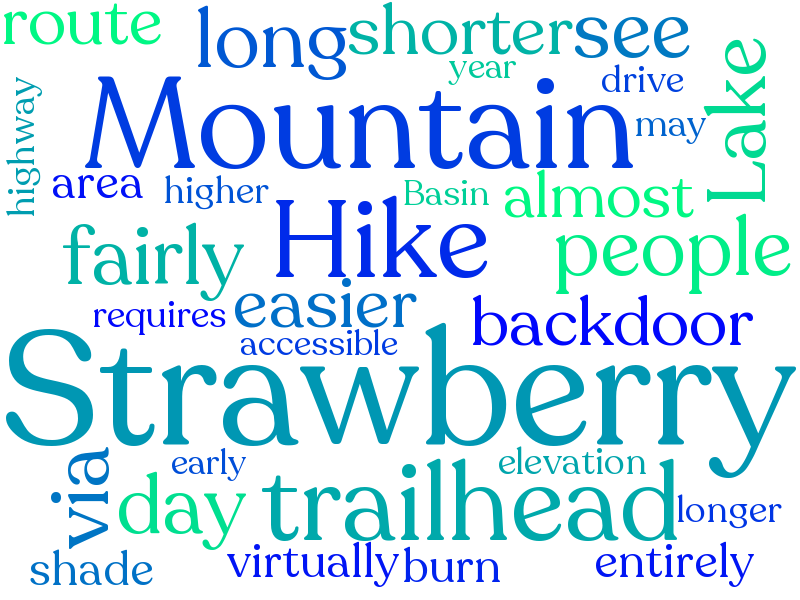 route
long
shorter
see
year
drive
Lake
highway
Mountain
may
area
higher
Basin
almost
fairly
Hike
people
requires
easier
backdoor
accessible
Strawberry
via
early
elevation
day
trailhead
longer
shade
virtually
burn
entirely